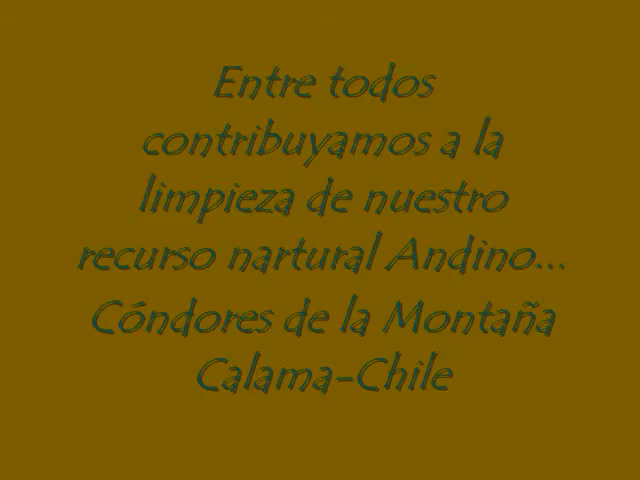 Entre todos
contribuyamos a la
limpieza de nuestro
recurso nartural Andino...
Cóndores de la Montaña
Calama-Chile